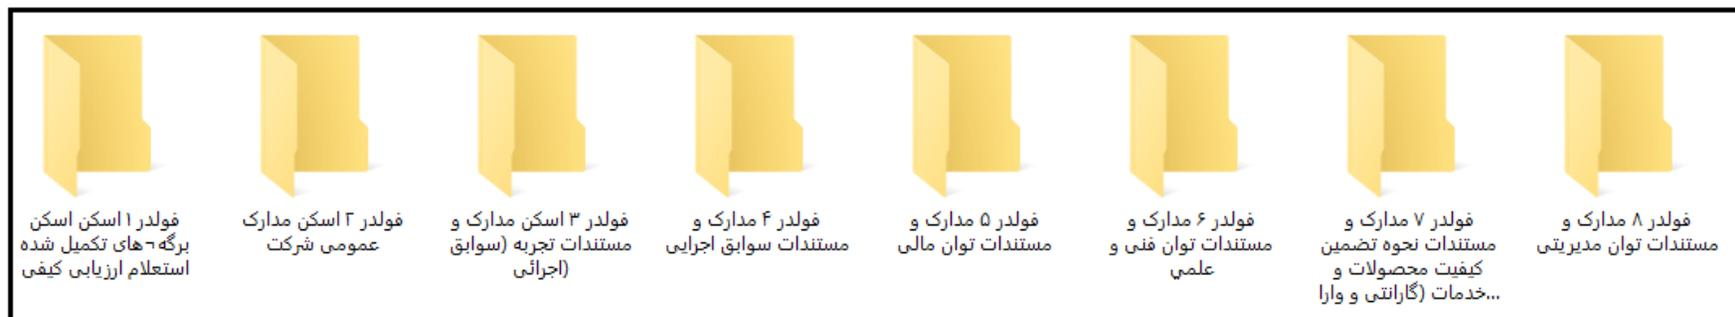 فولدر ۱ اسکن اسکن
برگه¬های تکمیل شده
استعلام ارزیابی کیفی
فولدر ۲ اسکن مدارک
عمومی شرکت
فولدر ۳ اسکن مدارک و
مستندات تجربه (سوابق
اجرائی)
فولدر ۴ مدارک و
مستندات سوابق اجرایی
فولدر ۵ مدارک و
مستندات توان مالی
فولدر ۶ مدارک و
مستندات توان فنی و
علمي
فولدر ۷ مدارک و
مستندات نحوه تضمین
کیفیت محصولات و
خدمات (گارانتی و وارا...
فولدر ۸ مدارک و
مستندات توان مدیریتی